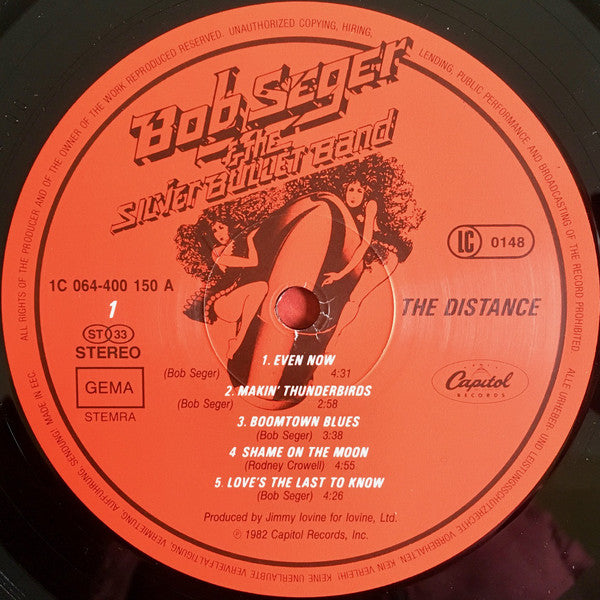 ALL RIGHTS OF THE PRODUCER AND OF THE OWNER OF THE WORK REPRODUCED RESERVED. UNAUTHORIZED COPYING, HIRING, LENDING, PUBLIC PERFORMANCE AND BROADCASTING OF THE RECORD PROHIBITED
Bob Seger
& the
Silver Bullet Band
LC 0148
1C 064-400 150 A
1
THE DISTANCE
ST 33
STEREO
GEMA
STEMRA
Capitol
RECORDS
1. EVEN NOW
(Bob Seger) 4:31
2. MAKIN' THUNDERBIRDS
(Bob Seger) 2:58
3. BOOMTOWN BLUES
(Bob Seger) 3:38
4 SHAME ON THE MOON
(Rodney Crowell) 4:55
5. LOVE'S THE LAST TO KNOW
(Bob Seger) 4:26
Produced by Jimmy Iovine for Iovine, Ltd.
℗ 1982 Capitol Records, Inc.
ALLE URHEBER- UND LEISTUNGSSCHUTZRECHTE VORBEHALTEN. KEIN VERLEIH! KEINE UNERLAUBTE VERVIELFÄLTIGUNG, VERMIETUNG, AUFFÜHRUNG, SENDUNG! MADE IN EEC.